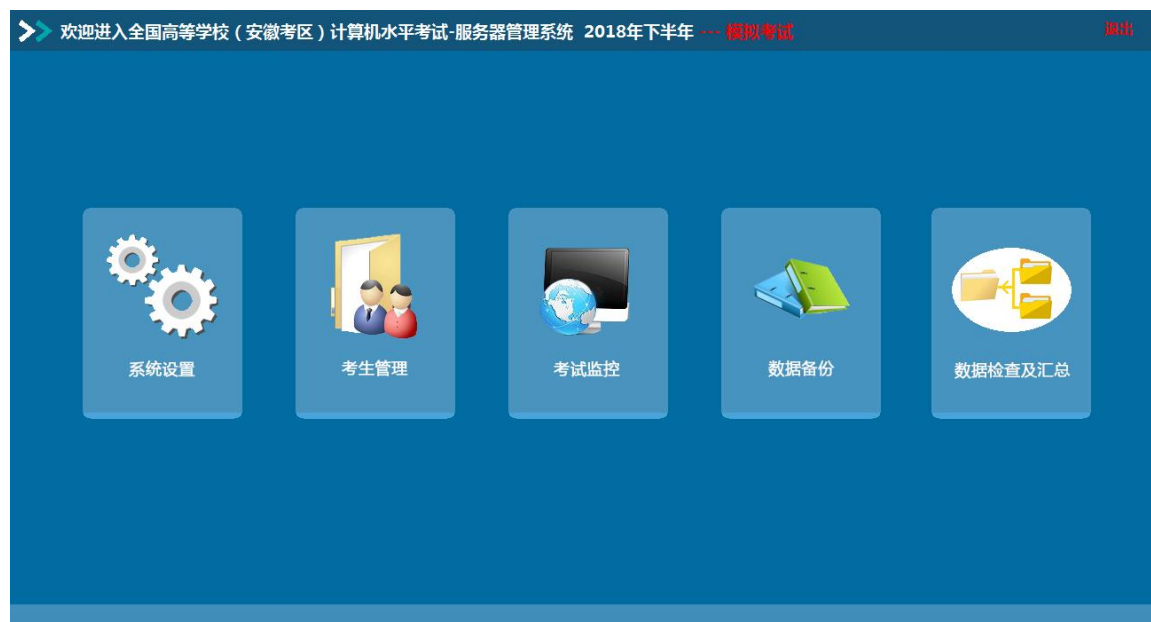 欢迎进入全国高等学校（安徽考区）计算机水平考试-服务器管理系统 2018年下半年 --- 模拟考试 退出
系统设置 考生管理 考试监控 数据备份 数据检查及汇总